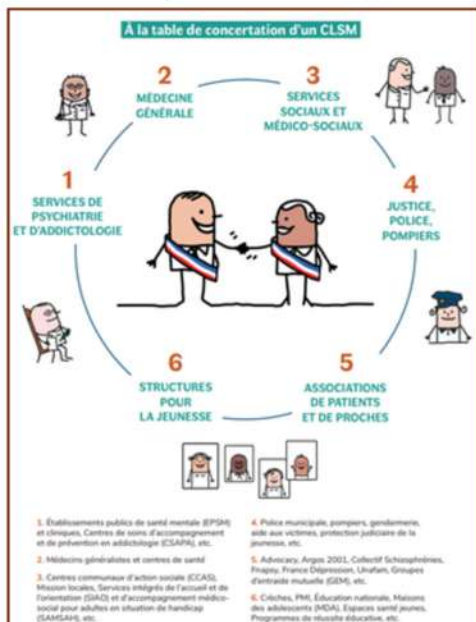 À la table de concertation d'un CLSM
1
SERVICES DE
PSYCHIATRIE
ET D'ADDICTOLOGIE
2
MÉDECINE
GÉNÉRALE
3
SERVICES
SOCIAUX ET
MÉDICO-SOCIAUX
4
JUSTICE,
POLICE,
POMPIERS
5
ASSOCIATIONS
DE PATIENTS
ET DE PROCHES
6
STRUCTURES
POUR
LA JEUNESSE
1. Établissements publics de santé mentale (EPSM)
et cliniques, Centres de soins d'accompagnement
et de prévention en addictologie (CSAPA), etc.
2. Médecins généralistes et centres de santé
3. Centres communaux d'action sociale (CCAS),
Mission locales, Services intégrés de l'accueil et de
l'orientation (SIAO) et d'accompagnement médico-
social pour adultes en situation de handicap
(SAMSAH), etc.
4. Police municipale, pompiers, gendarmerie,
aide aux victimes, protection judiciaire de la
jeunesse, etc.
5. Advocacy, Argos 2001, Collectif Schizophrénies,
Fnapsy, France Dépression, Unafam, Groupes
d'entraide mutuelle (GEM), etc.
6. Crèches, PMI, Éducation nationale, Maisons
des adolescents (MDA), Espaces santé jeunes,
Programmes de réussite éducative, etc.